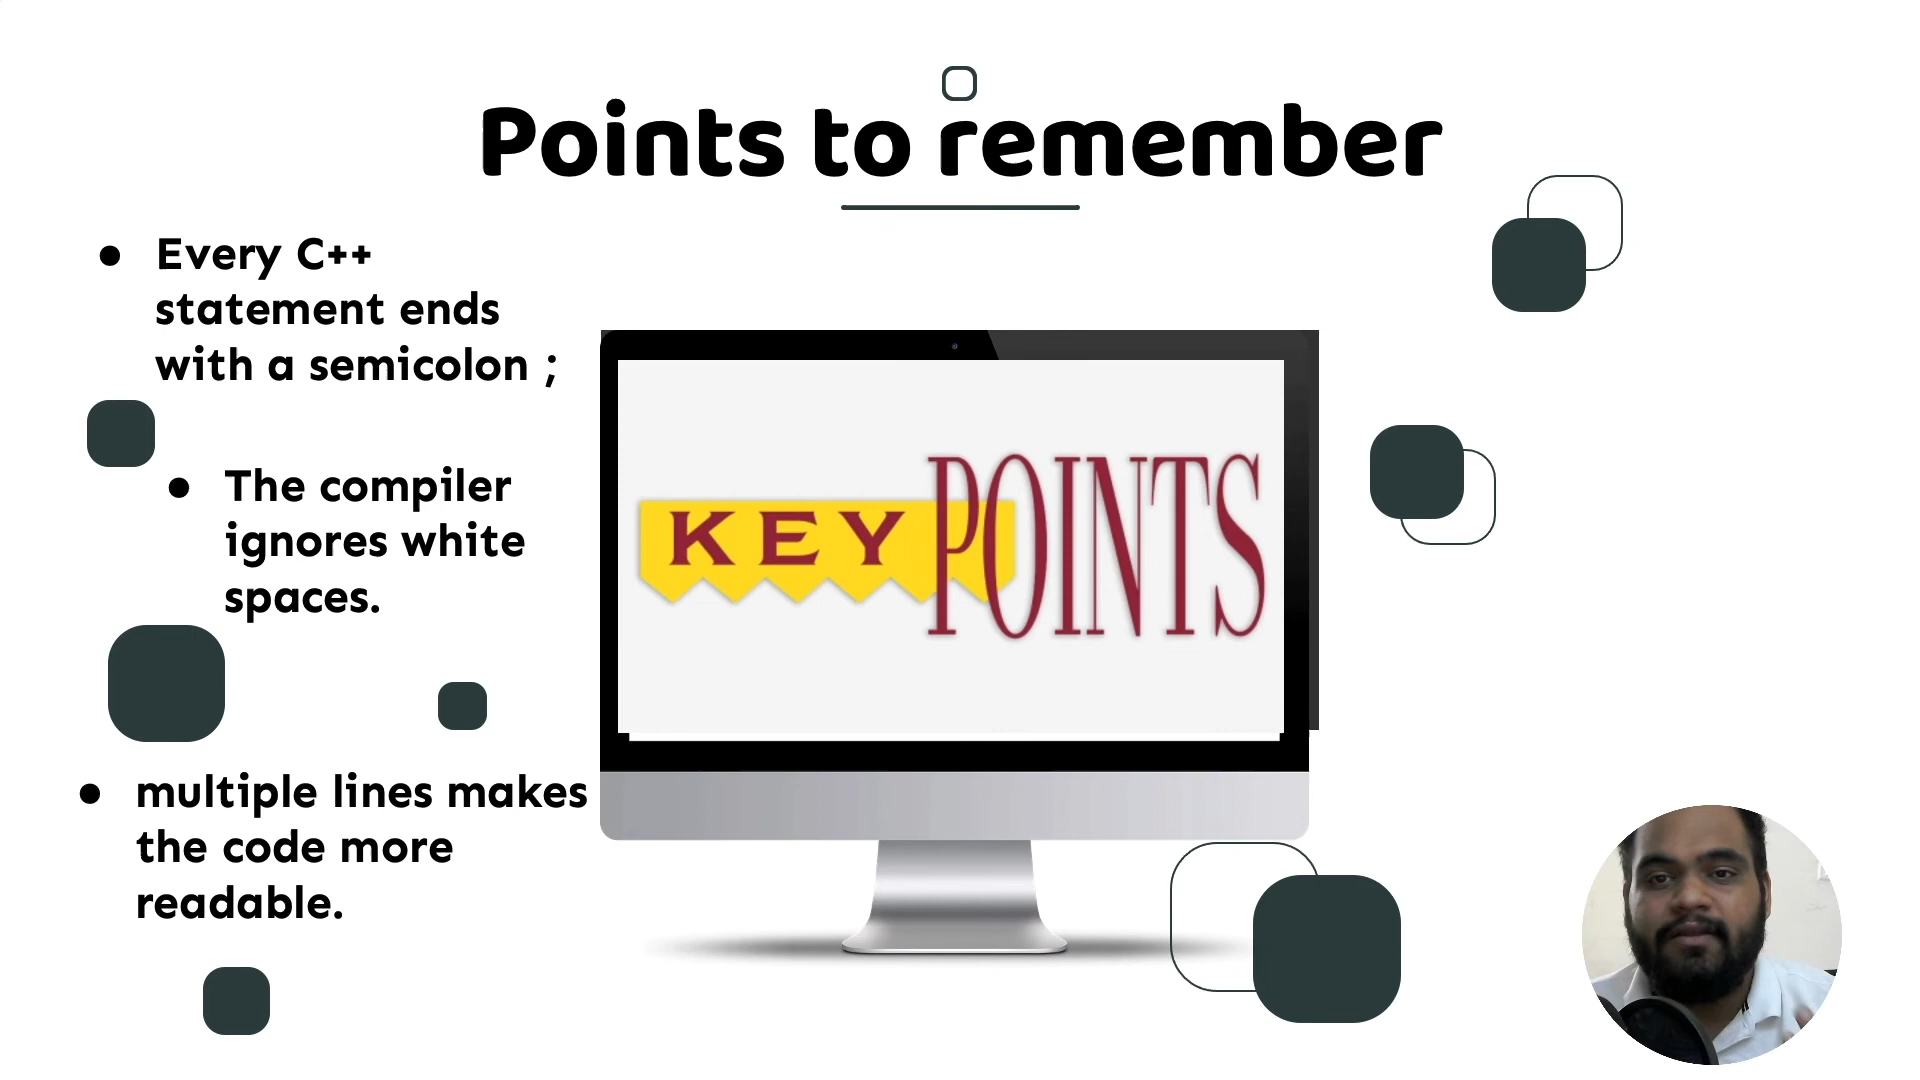 Points to remember
● Every C++
statement ends
with a semicolon ;
● The compiler
ignores white
spaces.
● multiple lines makes
the code more
readable.
KEY POINTS